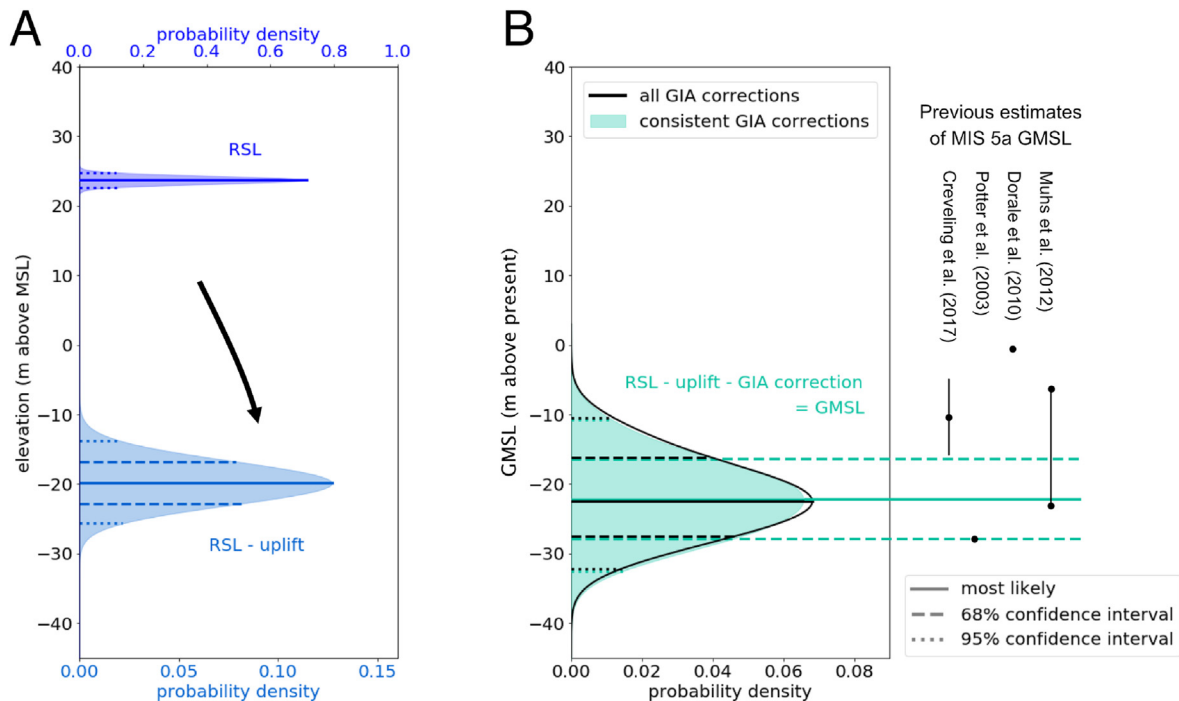 A
probability density
0.0 0.2 0.4 0.6 0.8 1.0
40
30
20
10
0
−10
−20
−30
−40
elevation (m above MSL)
RSL
RSL - uplift
0.00 0.05 0.10 0.15
probability density
B
40
30
20
10
0
−10
−20
−30
−40
GMSL (m above present)
all GIA corrections
consistent GIA corrections
RSL - uplift - GIA correction
= GMSL
0.00 0.02 0.04 0.06 0.08
probability density
Previous estimates
of MIS 5a GMSL
Creveling et al. (2017)
Potter et al. (2003)
Dorale et al. (2010)
Muhs et al. (2012)
most likely
68% confidence interval
95% confidence interval